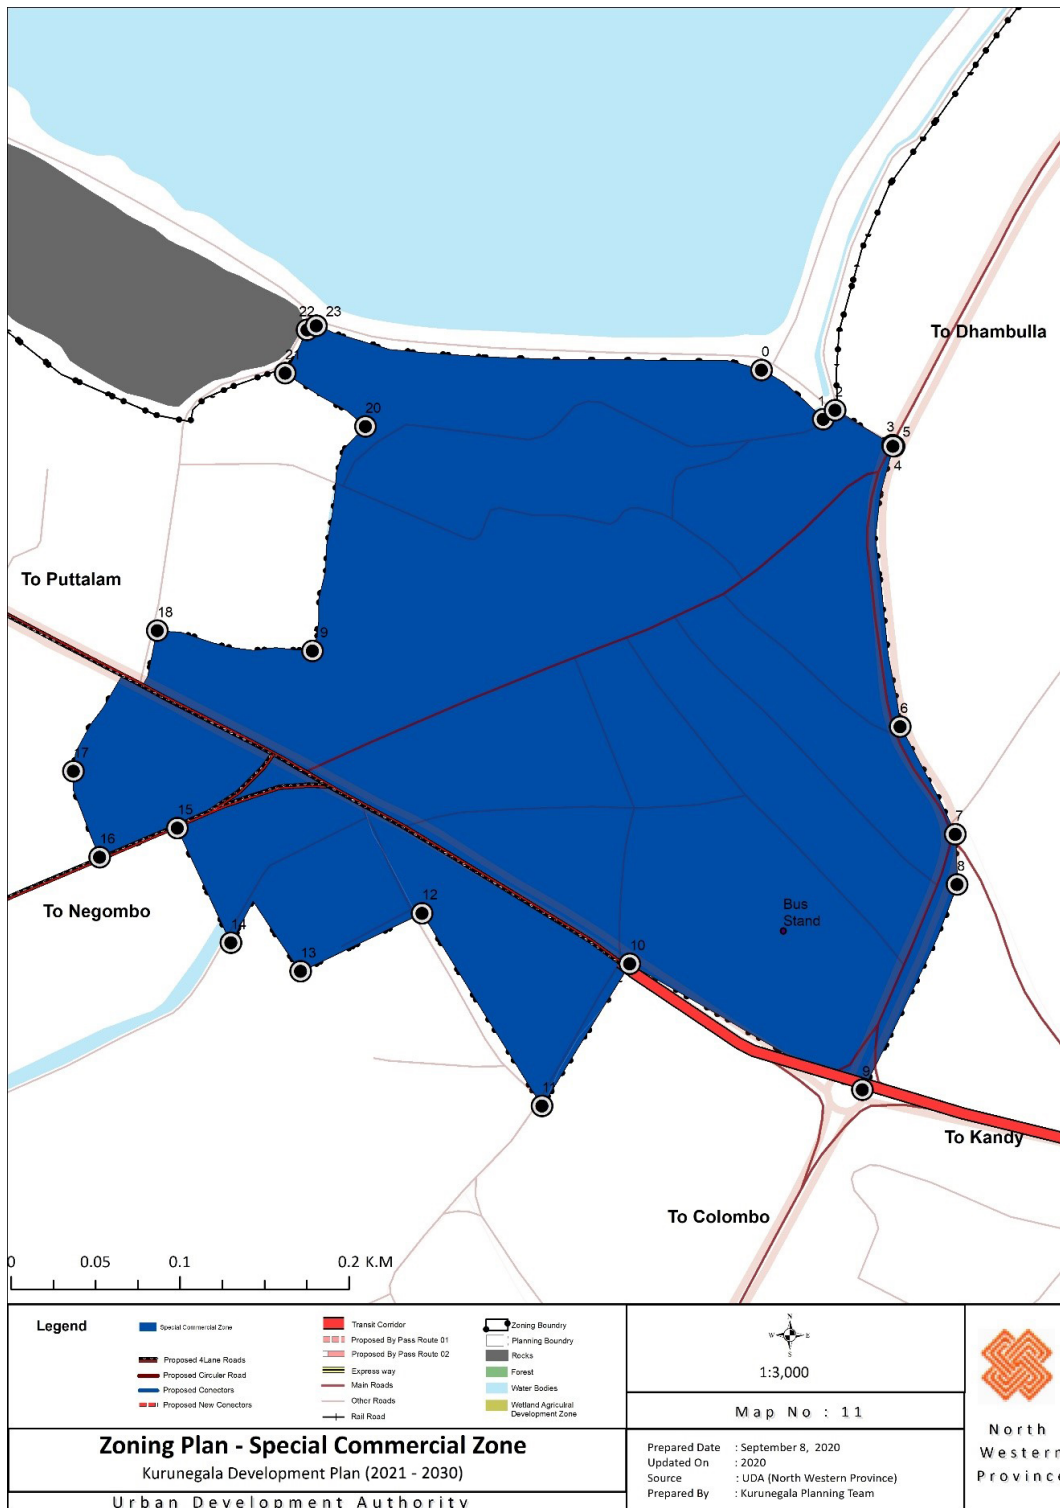 22
23
21
0
20
1
2
3
5
4
To Dhambulla
To Puttalam
18
19
6
17
15
16
7
8
To Negombo
12
Bus
Stand
14
13
10
11
9
To Kandy
To Colombo
0 0.05 0.1 0.2 K.M
Legend
Special Commercial Zone
Proposed 4Lane Roads
Proposed Circuler Road
Proposed Conectors
Proposed New Conectors
Transit Corridor
Proposed By Pass Route 01
Proposed By Pass Route 02
Express way
Main Roads
Other Roads
Rail Road
Zoning Boundry
Planning Boundry
Rocks
Forest
Water Bodies
Wetland Agricultral
Development Zone
N
W E
S
1:3,000
Map No : 11
Zoning Plan - Special Commercial Zone
Kurunegala Development Plan (2021 - 2030)
Urban Development Authority
Prepared Date : September 8, 2020
Updated On : 2020
Source : UDA (North Western Province)
Prepared By : Kurunegala Planning Team
North
Western
Province